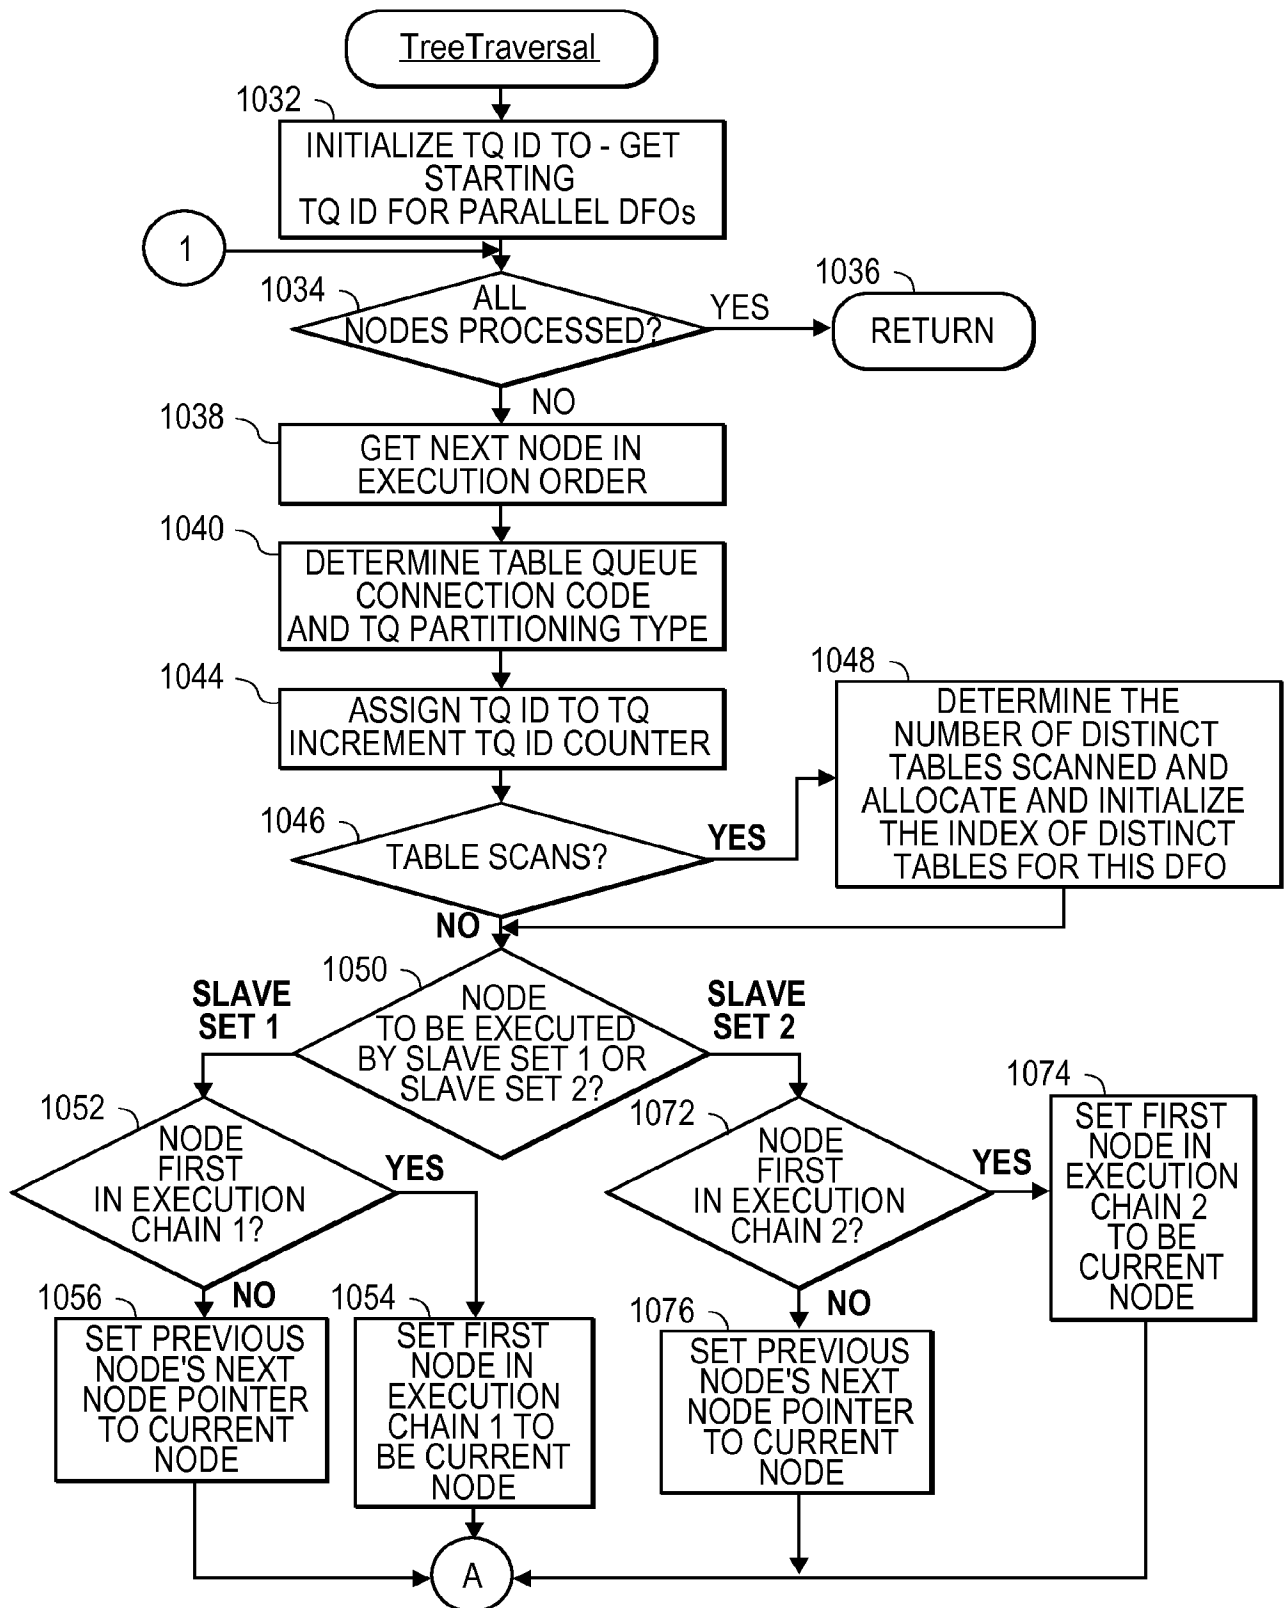 TreeTraversal
1032
INITIALIZE TQ ID TO - GET
STARTING
TQ ID FOR PARALLEL DFOs
1
1034
ALL
NODES PROCESSED?
YES
1036
RETURN
NO
1038
GET NEXT NODE IN
EXECUTION ORDER
1040
DETERMINE TABLE QUEUE
CONNECTION CODE
AND TQ PARTITIONING TYPE
1044
ASSIGN TQ ID TO TQ
INCREMENT TQ ID COUNTER
1046
TABLE SCANS?
YES
1048
DETERMINE THE
NUMBER OF DISTINCT
TABLES SCANNED AND
ALLOCATE AND INITIALIZE
THE INDEX OF DISTINCT
TABLES FOR THIS DFO
NO
1050
NODE
TO BE EXECUTED
BY SLAVE SET 1 OR
SLAVE SET 2?
SLAVE
SET 1
SLAVE
SET 2
1052
NODE
FIRST
IN EXECUTION
CHAIN 1?
YES
NO
1056
SET PREVIOUS
NODE'S NEXT
NODE POINTER
TO CURRENT
NODE
1054
SET FIRST
NODE IN
EXECUTION
CHAIN 1 TO
BE CURRENT
NODE
1072
NODE
FIRST
IN EXECUTION
CHAIN 2?
YES
NO
1074
SET FIRST
NODE IN
EXECUTION
CHAIN 2
TO BE
CURRENT
NODE
1076
SET PREVIOUS
NODE'S NEXT
NODE POINTER
TO CURRENT
NODE
A